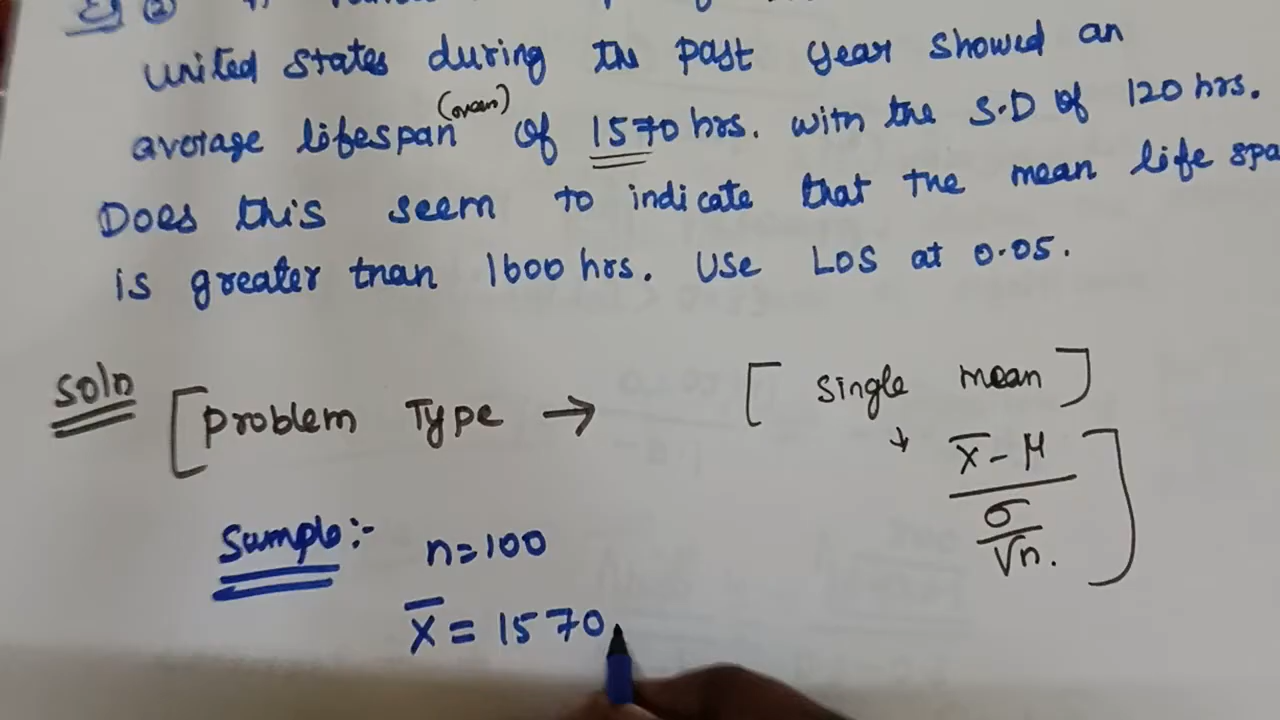 Eg ②
United States during the past year showed an
(mean)
average lifespan of 1570 hrs. with the S.D of 120 hrs.
Does this seem to indicate that the mean life spa
is greater than 1600 hrs. Use LOS at 0.05.
Soln
[Problem Type → [Single mean]
↓ x̄ - μ / σ/√n. ]
Sample:- n=100
x̄ = 1570